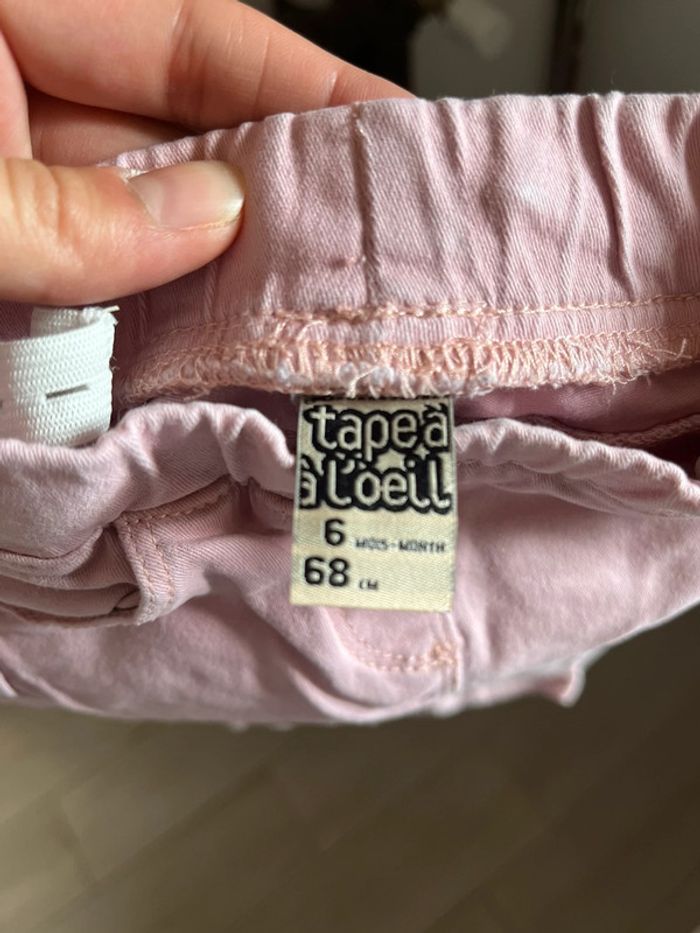 tape à
à l'oeil
6 MOIS-MONTH
68 CM